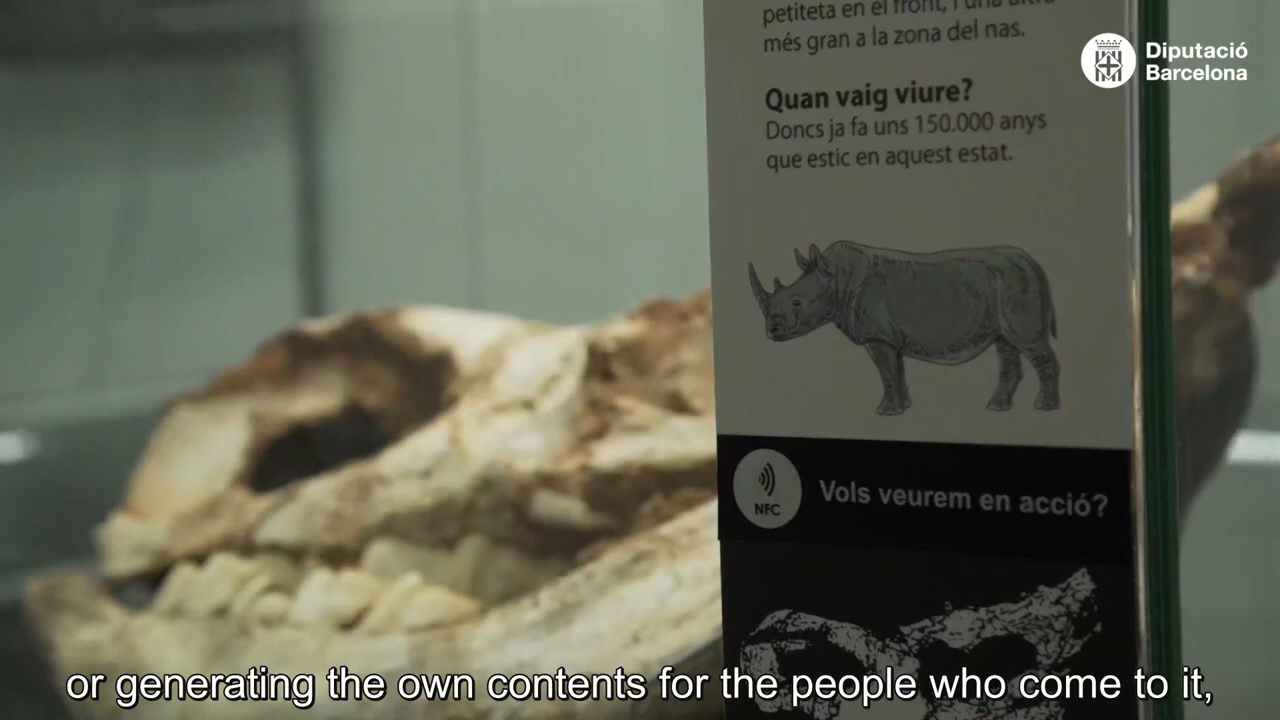 petiteta en el front, i una altra
més gran a la zona del nas.
Quan vaig viure?
Doncs ja fa uns 150.000 anys
que estic en aquest estat.
NFC
Vols veurem en acció?
Diputació
Barcelona
or generating the own contents for the people who come to it,